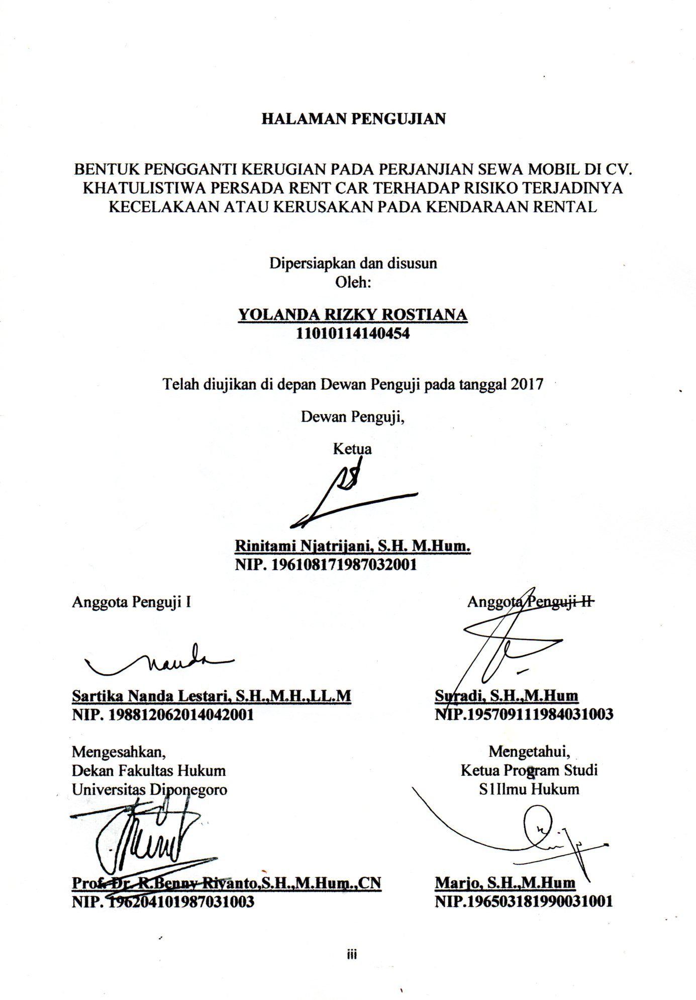 HALAMAN PENGUJIAN
BENTUK PENGGANTI KERUGIAN PADA PERJANJIAN SEWA MOBIL DI CV.
KHATULISTIWA PERSADA RENT CAR TERHADAP RISIKO TERJADINYA
KECELAKAAN ATAU KERUSAKAN PADA KENDARAAN RENTAL
Dipersiapkan dan disusun
Oleh:
YOLANDA RIZKY ROSTIANA
11010114140454
Telah diujikan di depan Dewan Penguji pada tanggal 2017
Dewan Penguji,
Ketua
Rinitami Njatrijani, S.H. M.Hum.
NIP. 196108171987032001
Anggota Penguji I
Nanda
Sartika Nanda Lestari, S.H.,M.H.,LL.M
NIP. 198812062014042001
Anggota Penguji II
Suradi, S.H.,M.Hum
NIP.195709111984031003
Mengesahkan,
Dekan Fakultas Hukum
Universitas Diponegoro
Prof. Dr. R.Benny Riyanto,S.H.,M.Hum.,CN
NIP. 196204101987031003
Mengetahui,
Ketua Program Studi
S1Ilmu Hukum
Marjo, S.H.,M.Hum
NIP.196503181990031001
iii